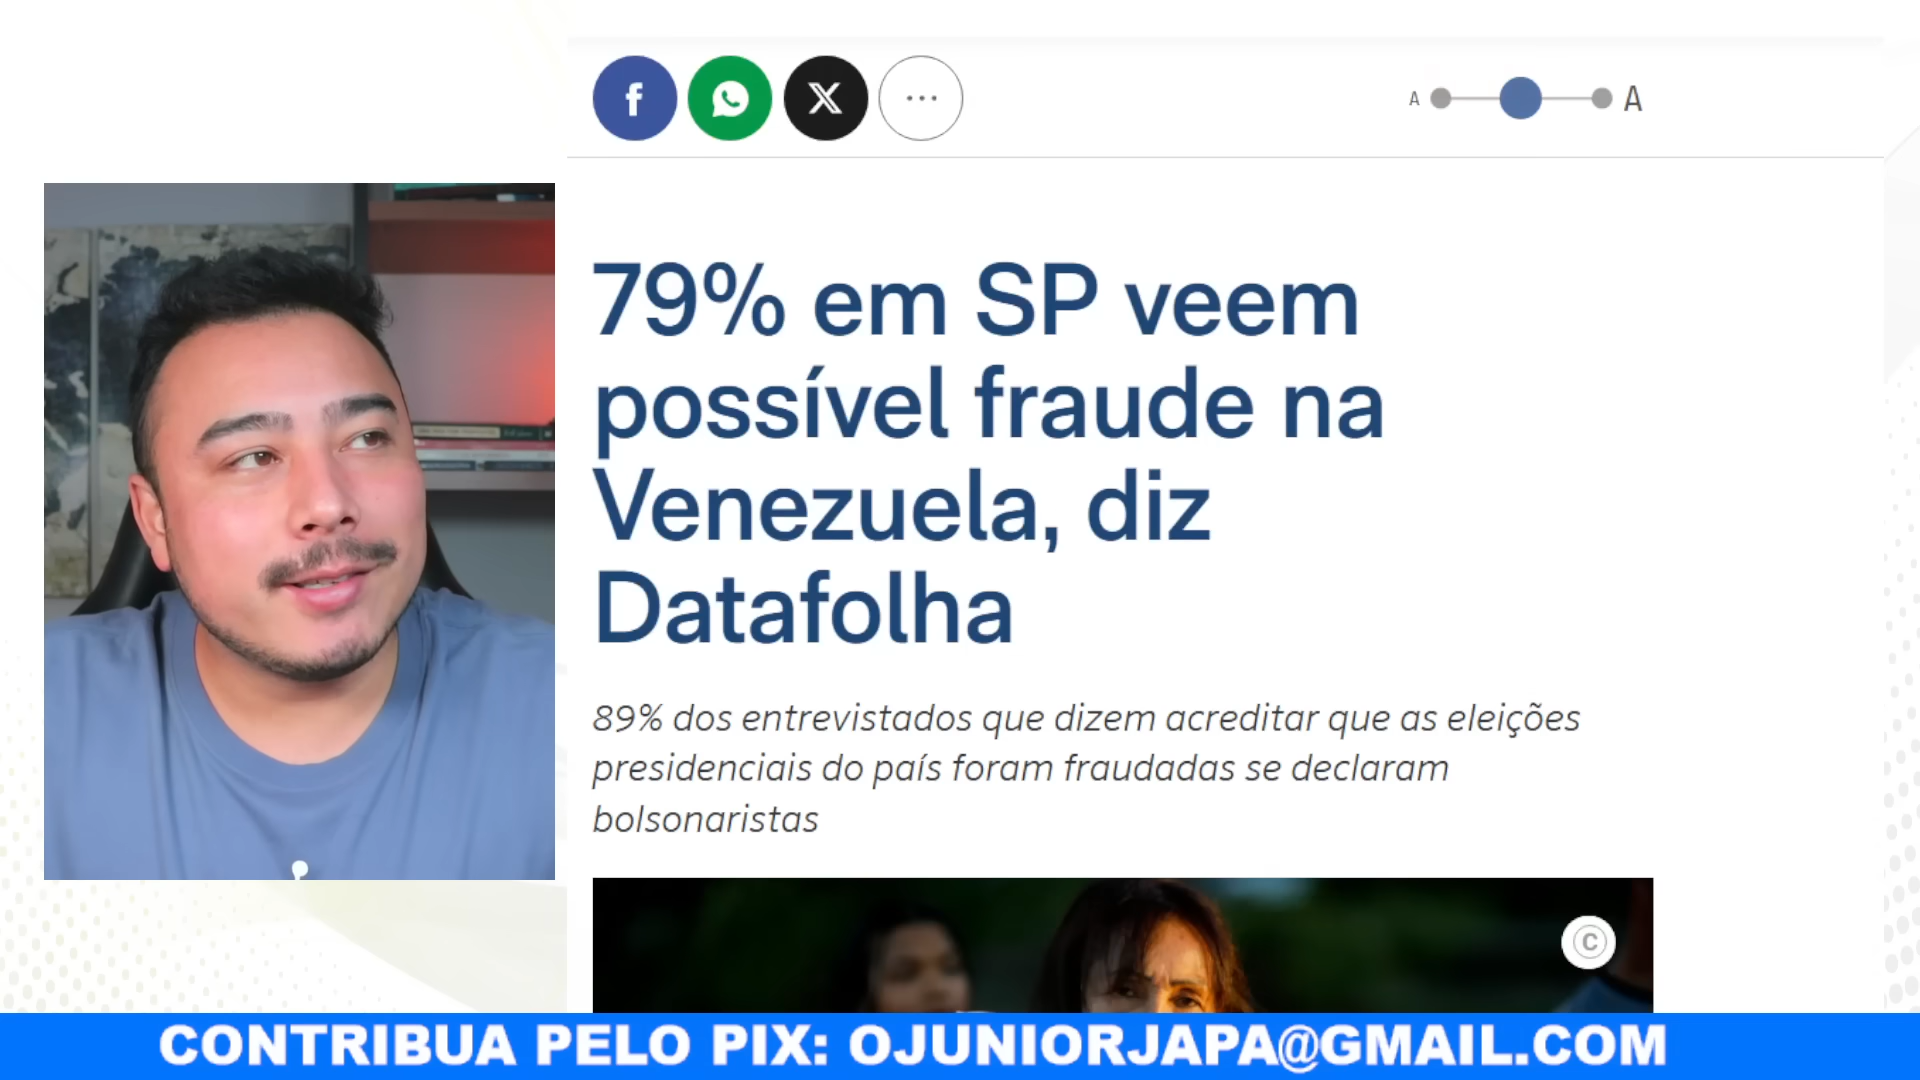 A A
79% em SP veem
possível fraude na
Venezuela, diz
Datafolha
89% dos entrevistados que dizem acreditar que as eleições
presidenciais do país foram fraudadas se declaram
bolsonaristas
©
CONTRIBUA PELO PIX: OJUNIORJAPA@GMAIL.COM